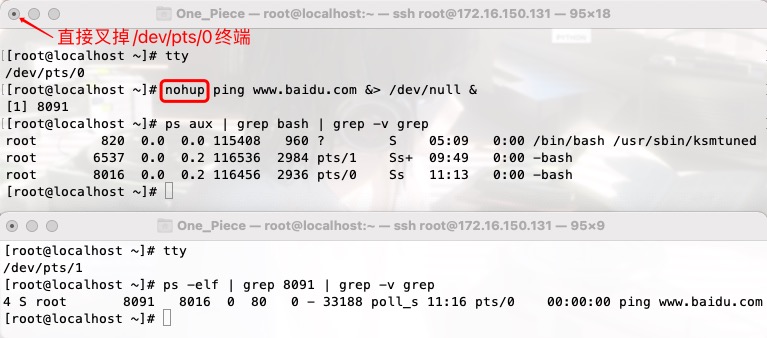 One_Piece — root@localhost:~ — ssh root@172.16.150.131 — 95×18
直接叉掉/dev/pts/0终端
[root@localhost ~]# tty
/dev/pts/0
[root@localhost ~]# nohup ping www.baidu.com &> /dev/null &
[1] 8091
[root@localhost ~]# ps aux | grep bash | grep -v grep
root 820 0.0 0.2 115408 960 ? S 05:09 0:00 /bin/bash /usr/sbin/ksmtuned
root 6537 0.0 0.2 116536 2984 pts/1 Ss+ 09:49 0:00 -bash
root 8016 0.0 0.2 116456 2936 pts/0 Ss 11:13 0:00 -bash
[root@localhost ~]#
One_Piece — root@localhost:~ — ssh root@172.16.150.131 — 95×9
[root@localhost ~]# tty
/dev/pts/1
[root@localhost ~]# ps -elf | grep 8091 | grep -v grep
4 S root 8091 8016 0 80 0 - 33188 poll_s 11:16 pts/0 00:00:00 ping www.baidu.com
[root@localhost ~]#